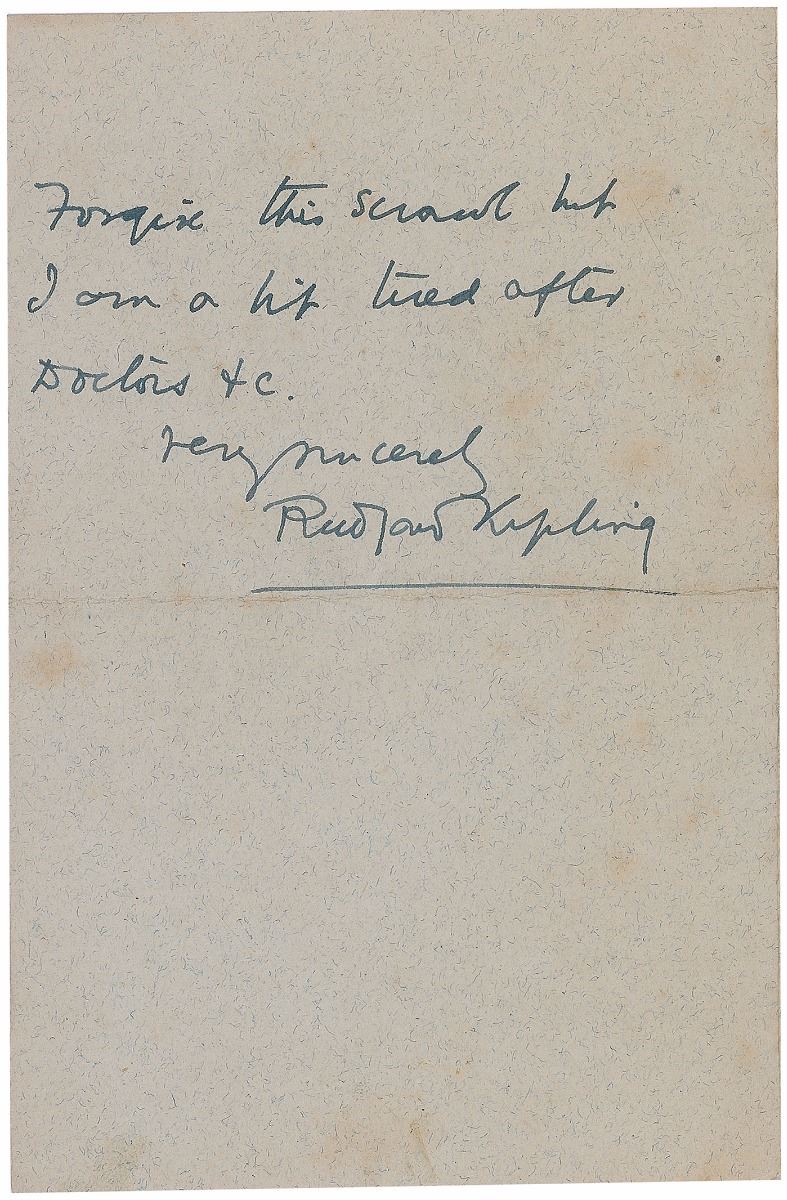 Forgive this scrawl but
I am a bit tired after
Doctors &c.
Very sincerely
Rudyard Kipling